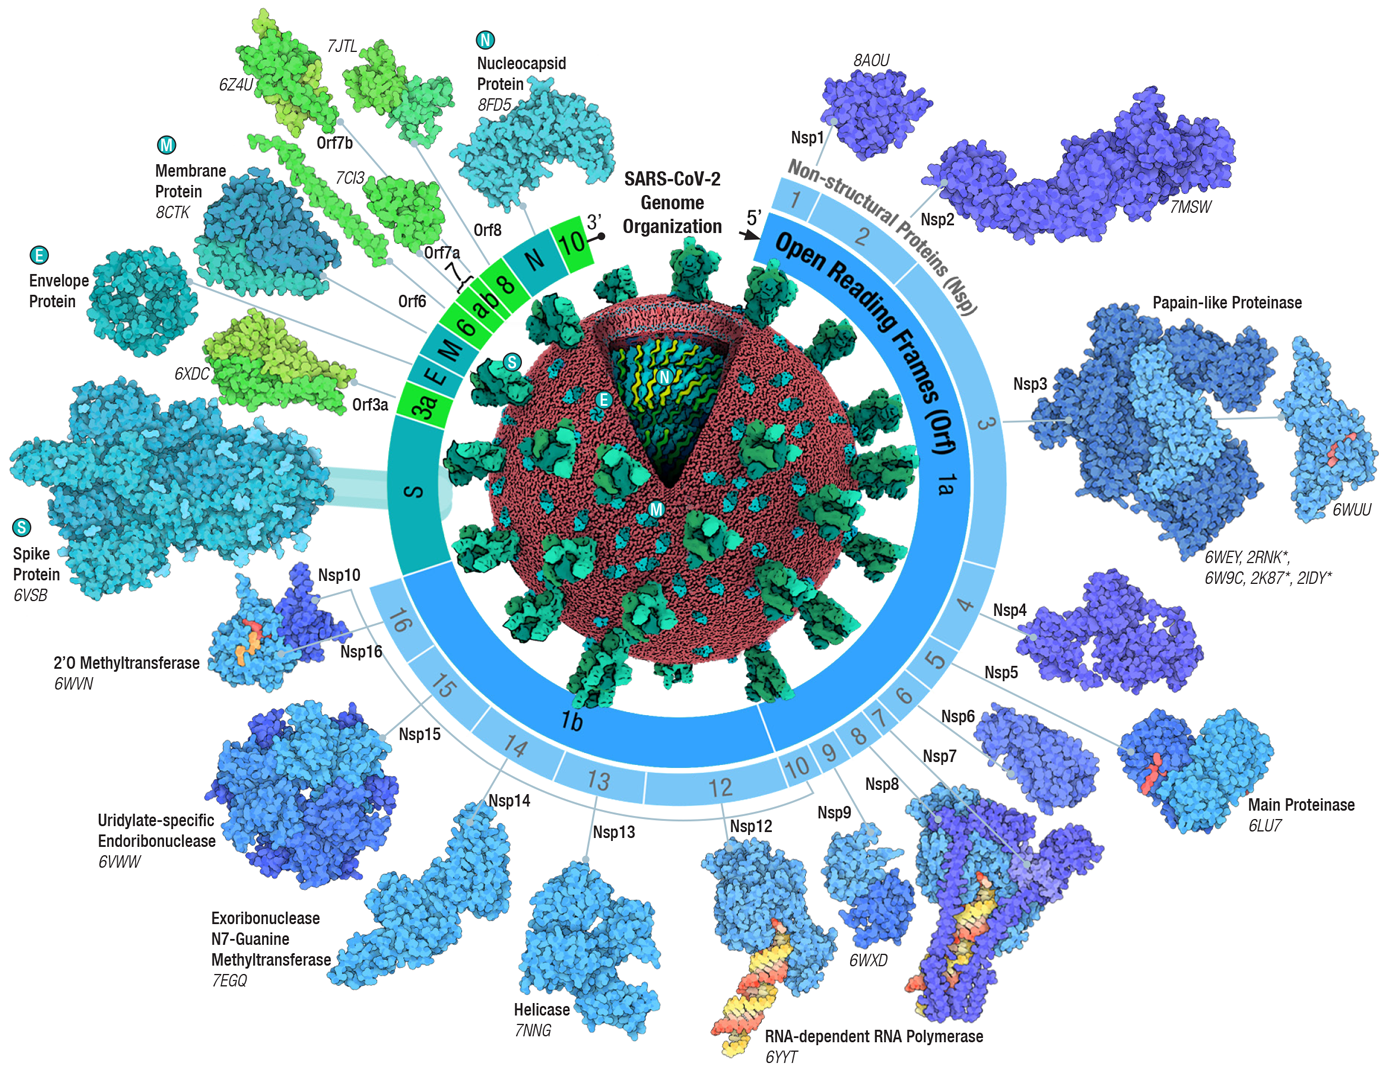 SARS-CoV-2
Genome
Organization
5’
3’
Open Reading Frames (Orf)
1a
1b
S
3a
E
M
6
7
ab
8
N
10
Non-structural Proteins (Nsp)
1
2
3
4
5
6
7
8
9
10
12
13
14
15
16
8AOU
Nsp1
Nsp2
7MSW
Papain-like Proteinase
Nsp3
6WUU
6WEY, 2RNK*,
6W9C, 2K87*, 2IDY*
Nsp4
Nsp5
Main Proteinase
6LU7
Nsp6
Nsp7
Nsp8
Nsp9
6WXD
Nsp12
RNA-dependent RNA Polymerase
6YYT
Nsp13
Helicase
7NNG
Nsp14
Exoribonuclease
N7-Guanine
Methyltransferase
7EGQ
Nsp15
Uridylate-specific
Endoribonuclease
6VWW
Nsp10
Nsp16
2’O Methyltransferase
6WVN
S
Spike
Protein
6VSB
6XDC
Orf3a
E
Envelope
Protein
M
Membrane
Protein
8CTK
Orf6
7CI3
Orf7a
6Z4U
Orf7b
7JTL
Orf8
N
Nucleocapsid
Protein
8FD5
S
N
E
M